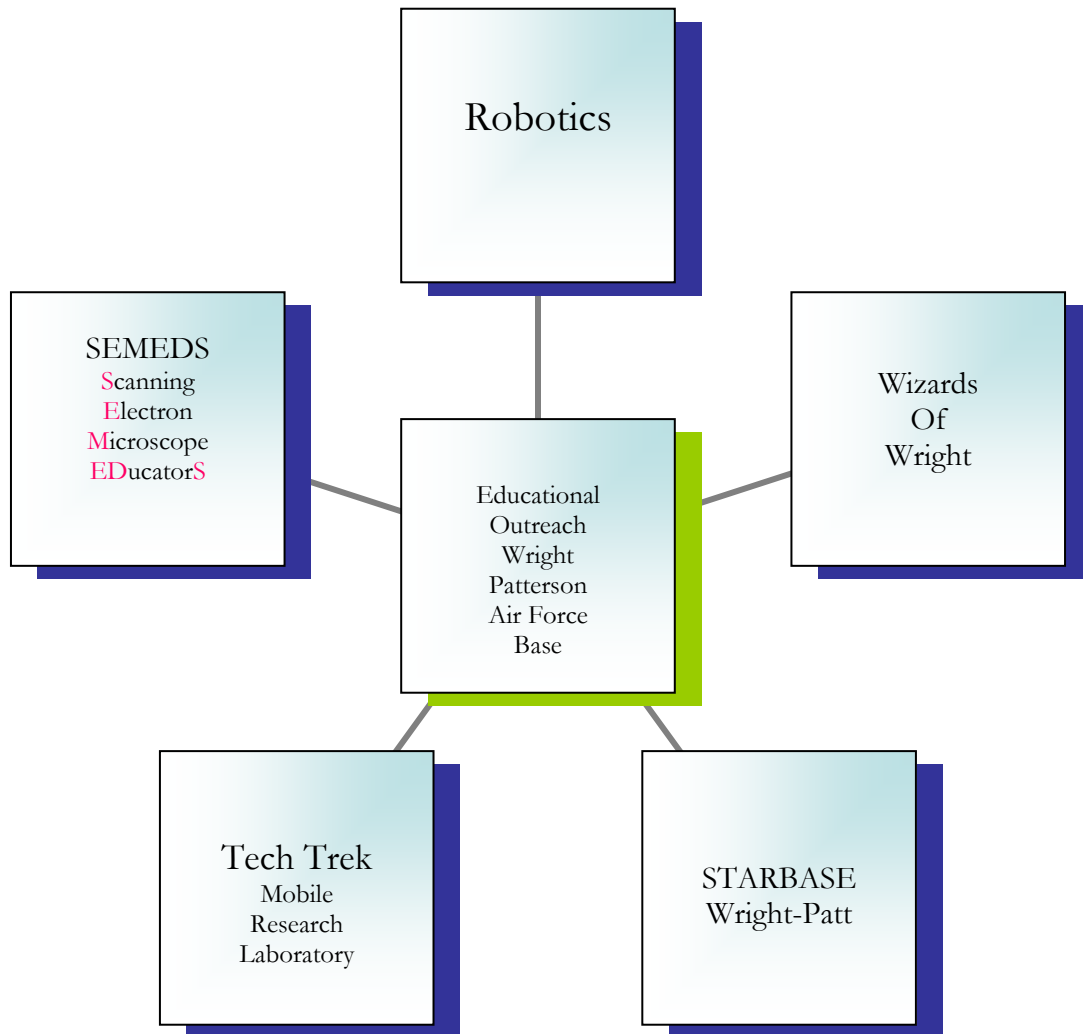 Robotics
SEMEDS
Scanning
Electron
Microscope
EDucatorS
Wizards
Of
Wright
Educational
Outreach
Wright
Patterson
Air Force
Base
Tech Trek
Mobile
Research
Laboratory
STARBASE
Wright-Patt